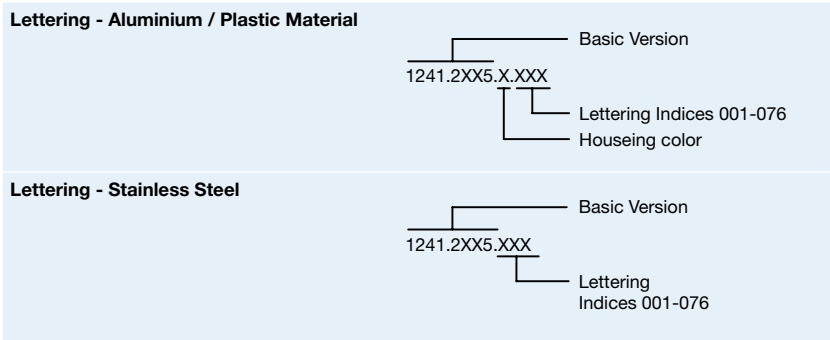 Lettering - Aluminium / Plastic Material
Basic Version
1241.2XX5.X.XXX
Lettering Indices 001-076
Houseing color
Lettering - Stainless Steel
Basic Version
1241.2XX5.XXX
Lettering
Indices 001-076